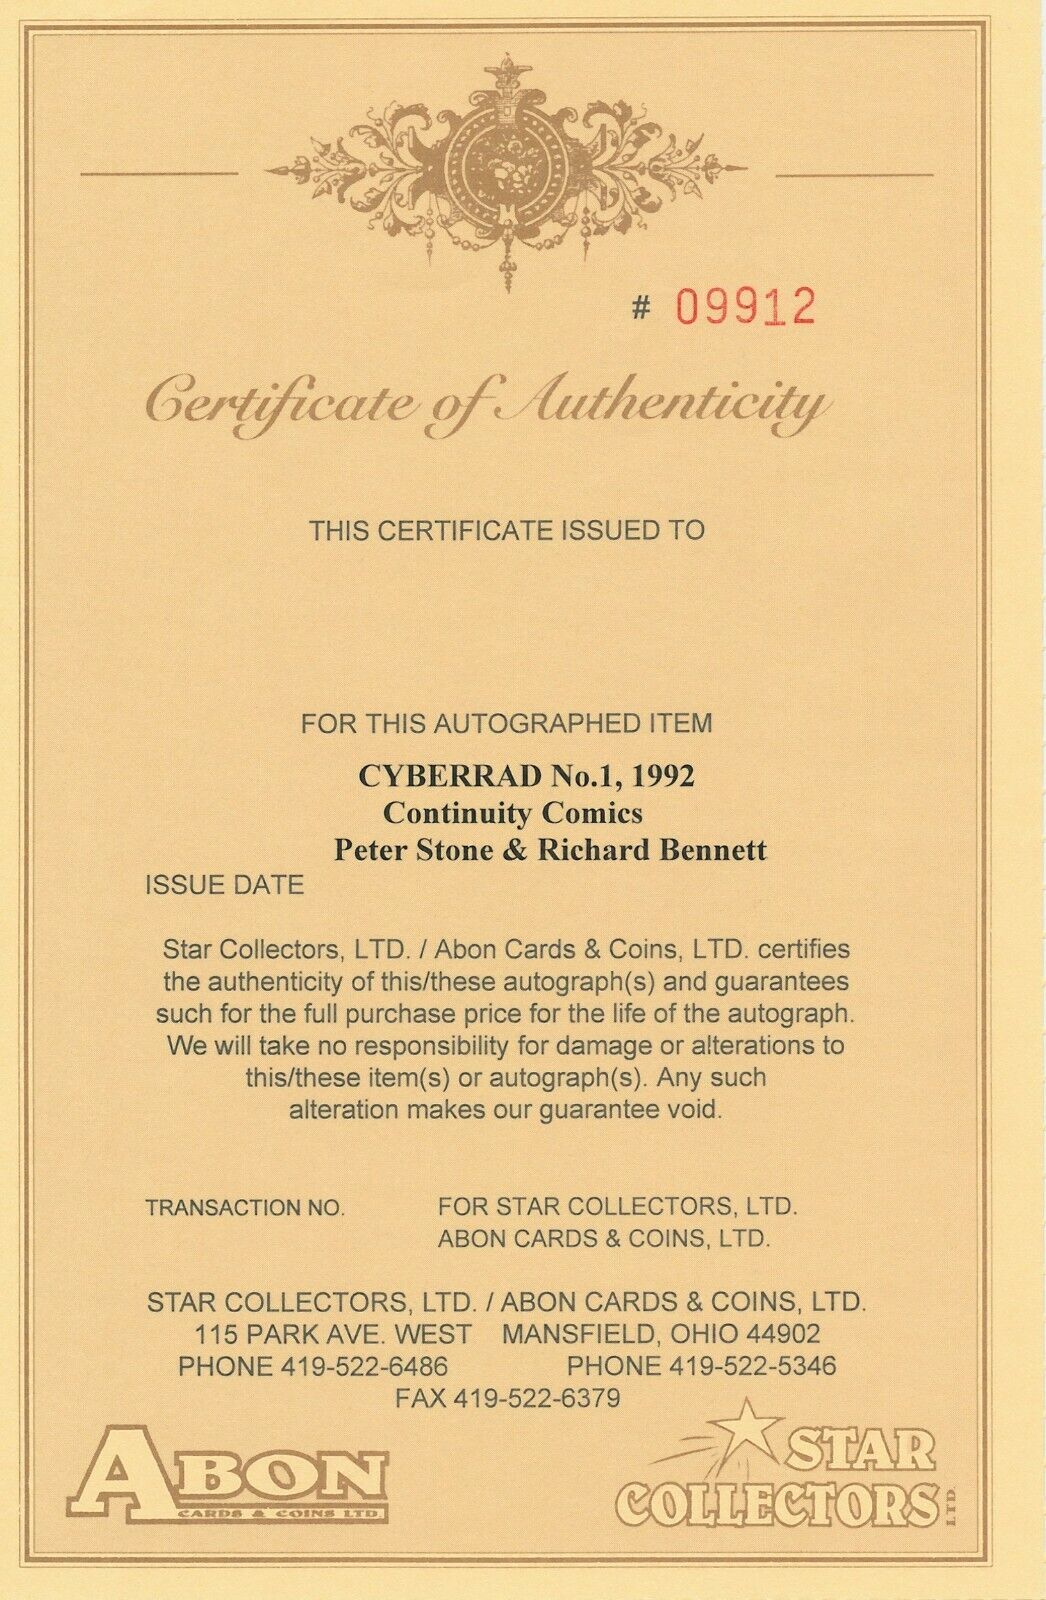 # 09912
Certificate of Authenticity
THIS CERTIFICATE ISSUED TO
FOR THIS AUTOGRAPHED ITEM
CYBERRAD No.1, 1992
Continuity Comics
Peter Stone & Richard Bennett
ISSUE DATE
Star Collectors, LTD. / Abon Cards & Coins, LTD. certifies
the authenticity of this/these autograph(s) and guarantees
such for the full purchase price for the life of the autograph.
We will take no responsibility for damage or alterations to
this/these item(s) or autograph(s). Any such
alteration makes our guarantee void.
TRANSACTION NO. FOR STAR COLLECTORS, LTD.
ABON CARDS & COINS, LTD.
STAR COLLECTORS, LTD. / ABON CARDS & COINS, LTD.
115 PARK AVE. WEST MANSFIELD, OHIO 44902
PHONE 419-522-6486 PHONE 419-522-5346
FAX 419-522-6379
ABON
CARDS & COINS LTD.
STAR
COLLECTORS LTD.